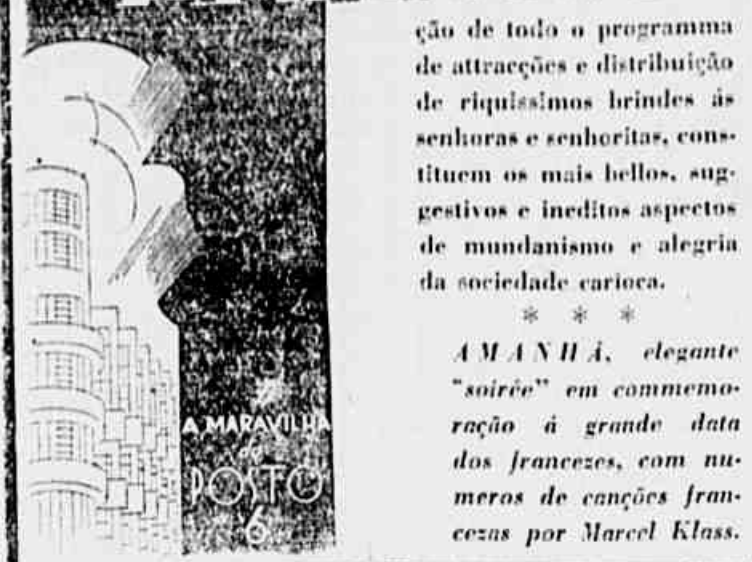 ção de todo o programma
de attracções e distribuição
de riquissimos brindes ás
senhoras e senhoritas, cons-
tituem os mais bellos, sug-
gestivos e ineditos aspectos
de mundanismo e alegria
da sociedade carioca.
* * *
AMANHÃ, elegante
"soirée" em commemo-
ração á grande data
dos francezes, com nu-
meros de canções fran-
cezas por Marcel Klass.
A MARAVILHA
do
POSTO
6